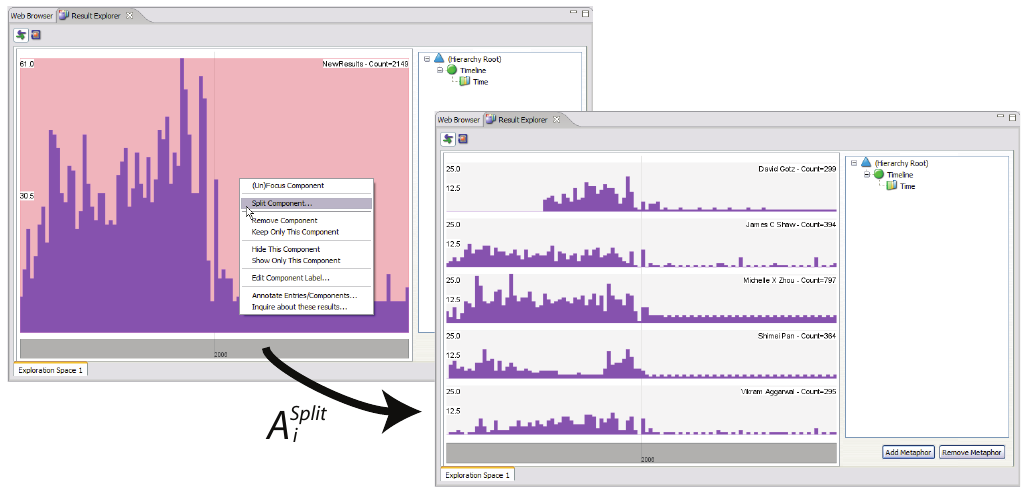 Web Browser
Result Explorer
61.0
NewResults - Count=2149
30.5
(Un)Focus Component
Split Component...
Remove Component
Keep Only This Component
Hide This Component
Show Only This Component
Edit Component Label...
Annotate Entries/Components...
Inquire about these results...
2000
Exploration Space 1
(Hierarchy Root)
Timeline
Time
A_i^Split
Web Browser
Result Explorer
25.0
David Gotz - Count=299
12.5
25.0
James C Shaw - Count=394
12.5
25.0
Michelle X Zhou - Count=797
12.5
25.0
Shimei Pan - Count=364
12.5
25.0
Vikram Aggarwal - Count=295
12.5
2000
Exploration Space 1
(Hierarchy Root)
Timeline
Time
Add Metaphor
Remove Metaphor